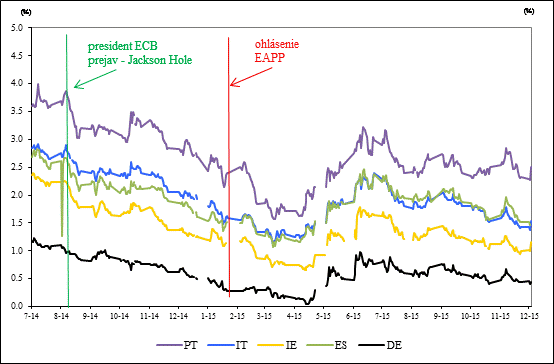 (%) (%)
president ECB
prejav - Jackson Hole
ohlásenie
EAPP
5.0
4.5
4.0
3.5
3.0
2.5
2.0
1.5
1.0
0.5
0.0
7-14 8-14 9-14 10-14 11-14 12-14 1-15 2-15 3-15 4-15 5-15 6-15 7-15 8-15 9-15 10-15 11-15 12-15
PT IT IE ES DE